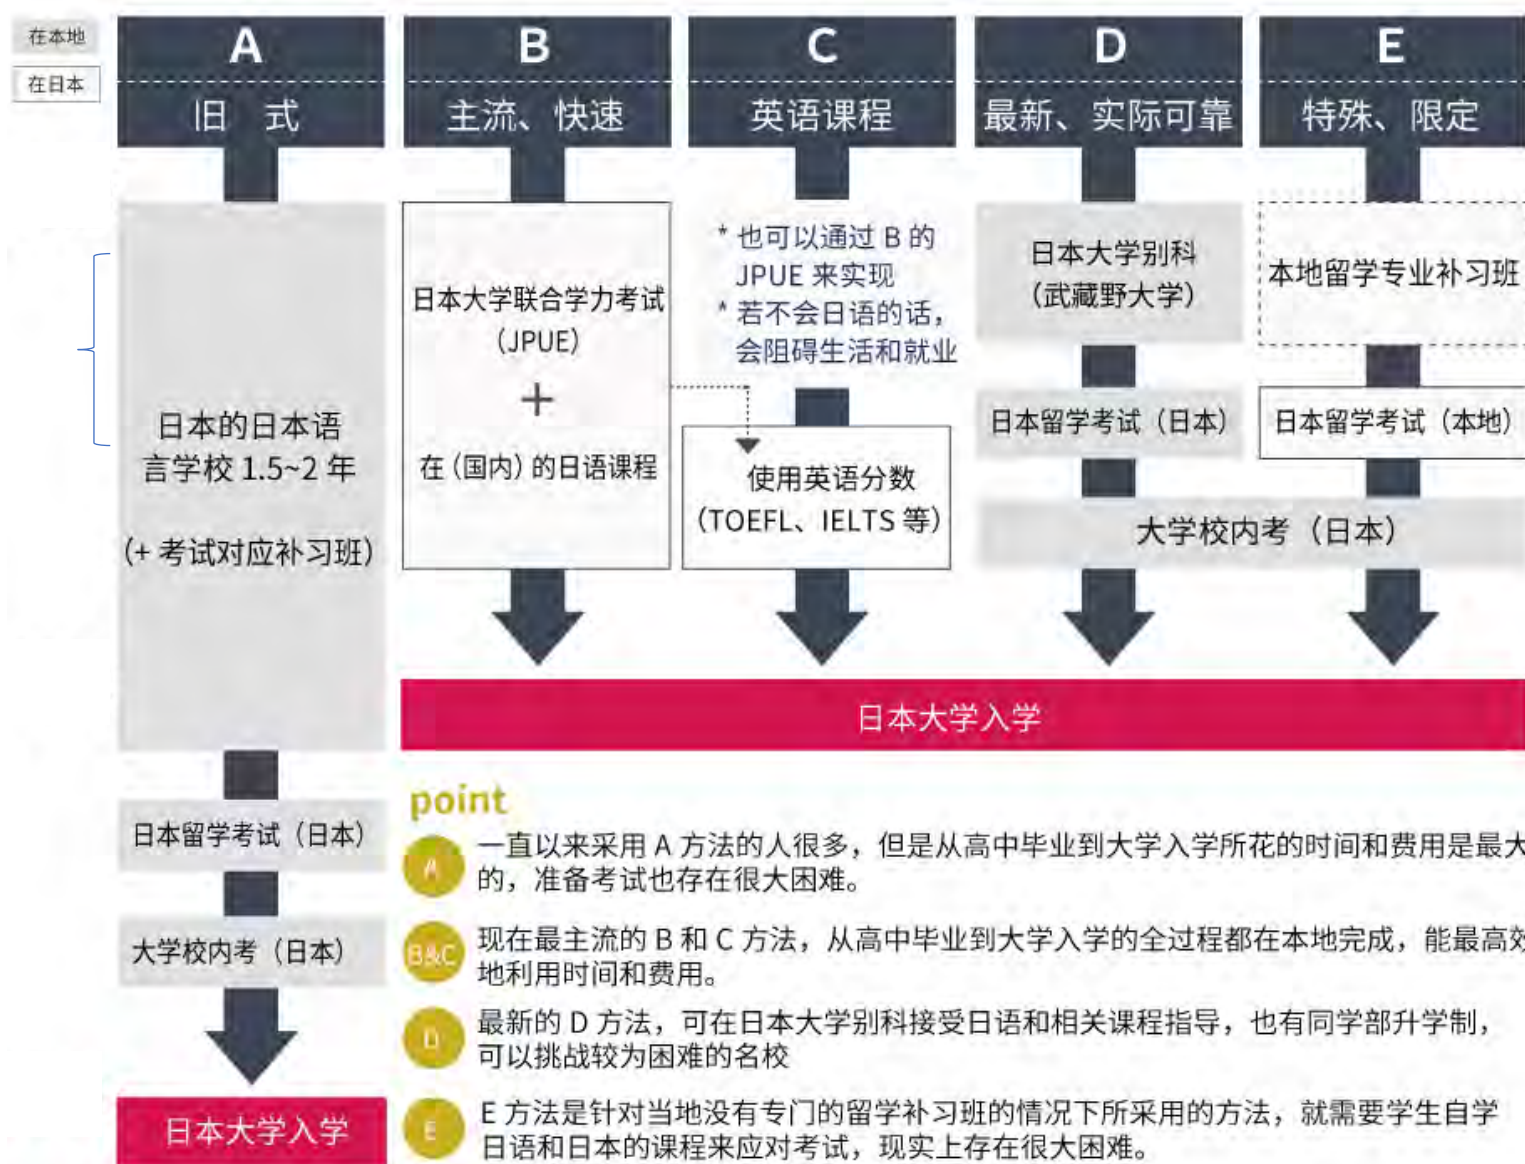 在本地
在日本
A
旧 式
B
主流、快速
C
英语课程
D
最新、实际可靠
E
特殊、限定
日本的日本语
言学校 1.5~2 年
(+ 考试对应补习班)
日本留学考试（日本）
大学校内考（日本）
日本大学入学
日本大学联合学力考试
（JPUE）
+
在（国内）的日语课程
* 也可以通过 B 的
JPUE 来实现
* 若不会日语的话，
会阻碍生活和就业
使用英语分数
（TOEFL、IELTS 等）
日本大学别科
（武藏野大学）
日本留学考试（日本）
本地留学专业补习班
日本留学考试（本地）
大学校内考（日本）
日本大学入学
point
A
一直以来采用 A 方法的人很多，但是从高中毕业到大学入学所花的时间和费用是最大
的，准备考试也存在很大困难。
B&C
现在最主流的 B 和 C 方法，从高中毕业到大学入学的全过程都在本地完成，能最高效
地利用时间和费用。
D
最新的 D 方法，可在日本大学别科接受日语和相关课程指导，也有同学部升学制，
可以挑战较为困难的名校
E
E 方法是针对当地没有专门的留学补习班的情况下所采用的方法，就需要学生自学
日语和日本的课程来应对考试，现实上存在很大困难。